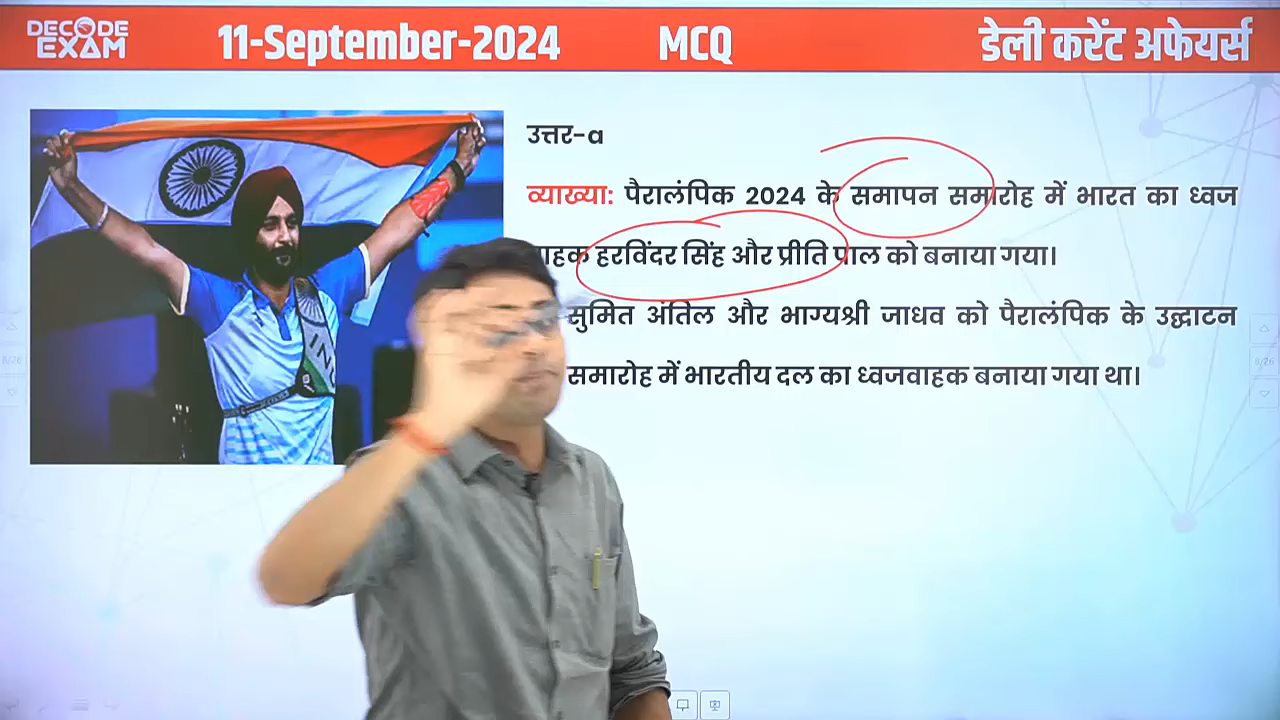 DECODE
EXAM
11-September-2024 MCQ डेली करेंट अफेयर्स
उत्तर-a
व्याख्या: पैरालंपिक 2024 के समापन समारोह में भारत का ध्वज
हरविंदर सिंह और प्रीति पाल को बनाया गया।
सुमित अंतिल और भाग्यश्री जाधव को पैरालंपिक के उद्घाटन
समारोह में भारतीय दल का ध्वजवाहक बनाया गया था।